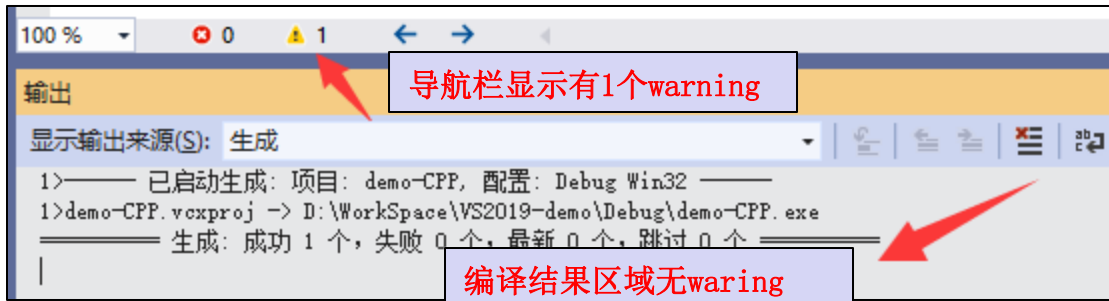 100 % 0 1
导航栏显示有1个warning
输出
显示输出来源(S): 生成
1>—— 已启动生成: 项目: demo-CPP, 配置: Debug Win32 ——
1>demo-CPP.vcxproj -> D:\WorkSpace\VS2019-demo\Debug\demo-CPP.exe
========== 生成: 成功 1 个，失败 0 个，最新 0 个，跳过 0 个 ==========
编译结果区域无waring